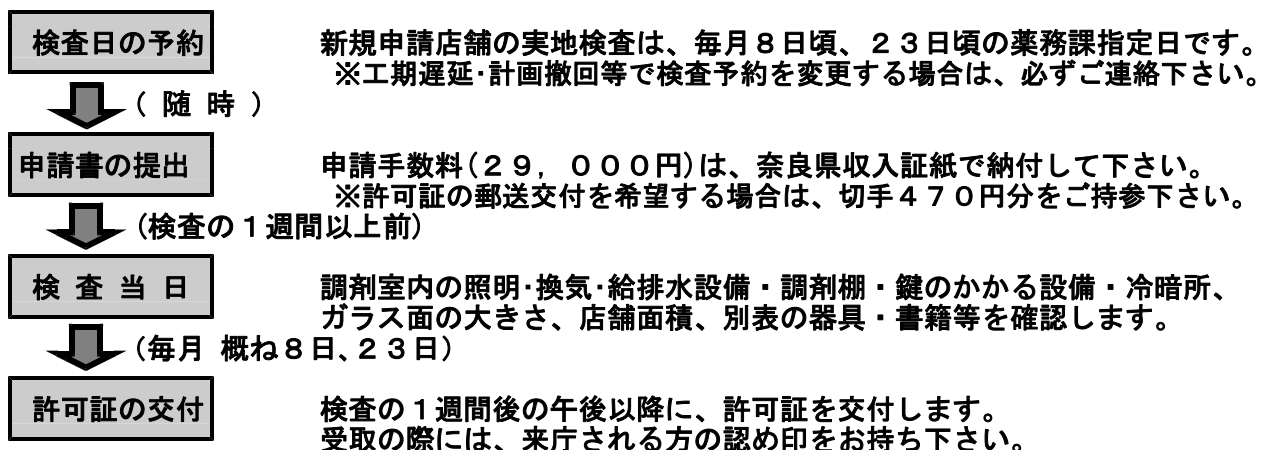 検査日の予約
新規申請店舗の実地検査は、毎月８日頃、２３日頃の薬務課指定日です。
※工期遅延･計画撤回等で検査予約を変更する場合は、必ずご連絡下さい。
( 随 時 )
申請書の提出
申請手数料(２９，０００円)は、奈良県収入証紙で納付して下さい。
※許可証の郵送交付を希望する場合は、切手４７０円分をご持参下さい。
(検査の１週間以上前)
検 査 当 日
調剤室内の照明･換気･給排水設備・調剤棚・鍵のかかる設備・冷暗所、
ガラス面の大きさ、店舗面積、別表の器具・書籍等を確認します。
(毎月 概ね８日､２３日)
許可証の交付
検査の１週間後の午後以降に、許可証を交付します。
受取の際には、来庁される方の認め印をお持ち下さい。